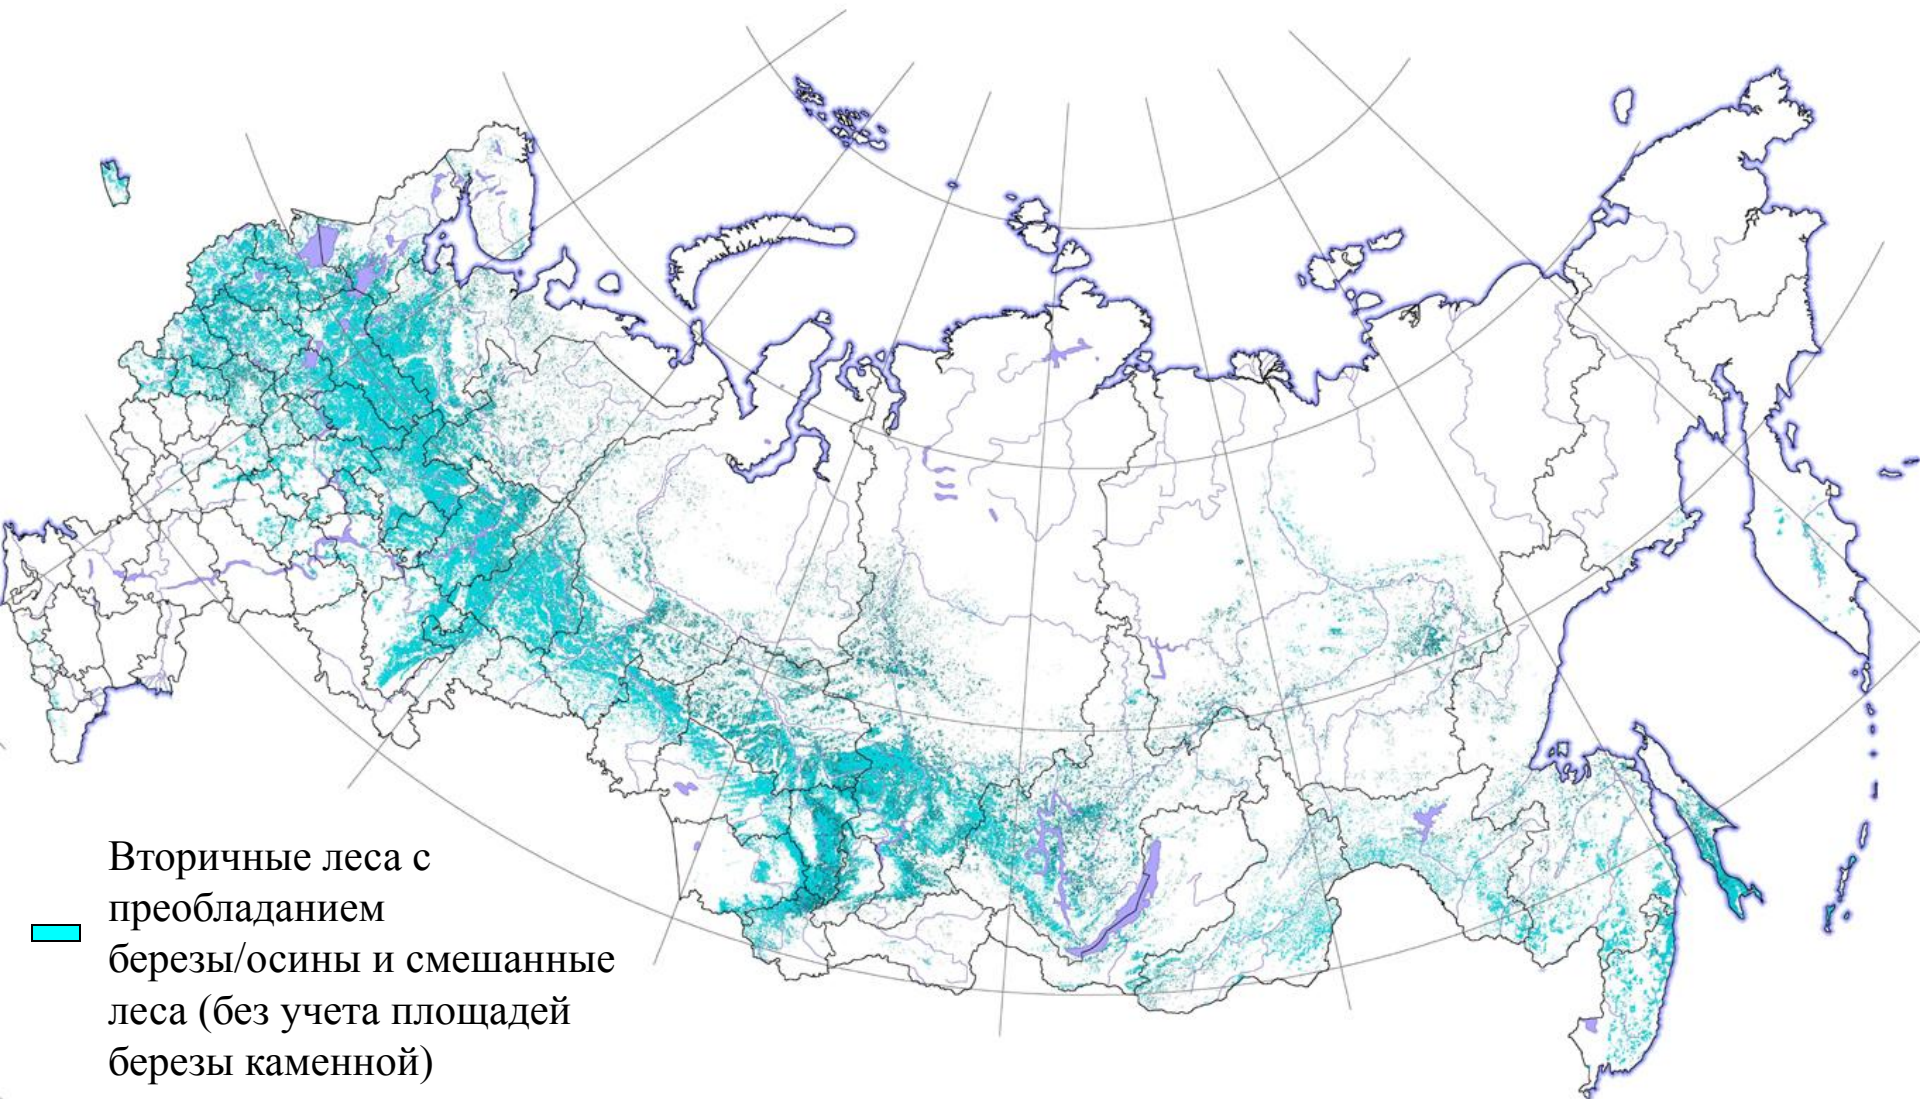 Вторичные леса с
преобладанием
березы/осины и смешанные
леса (без учета площадей
березы каменной)